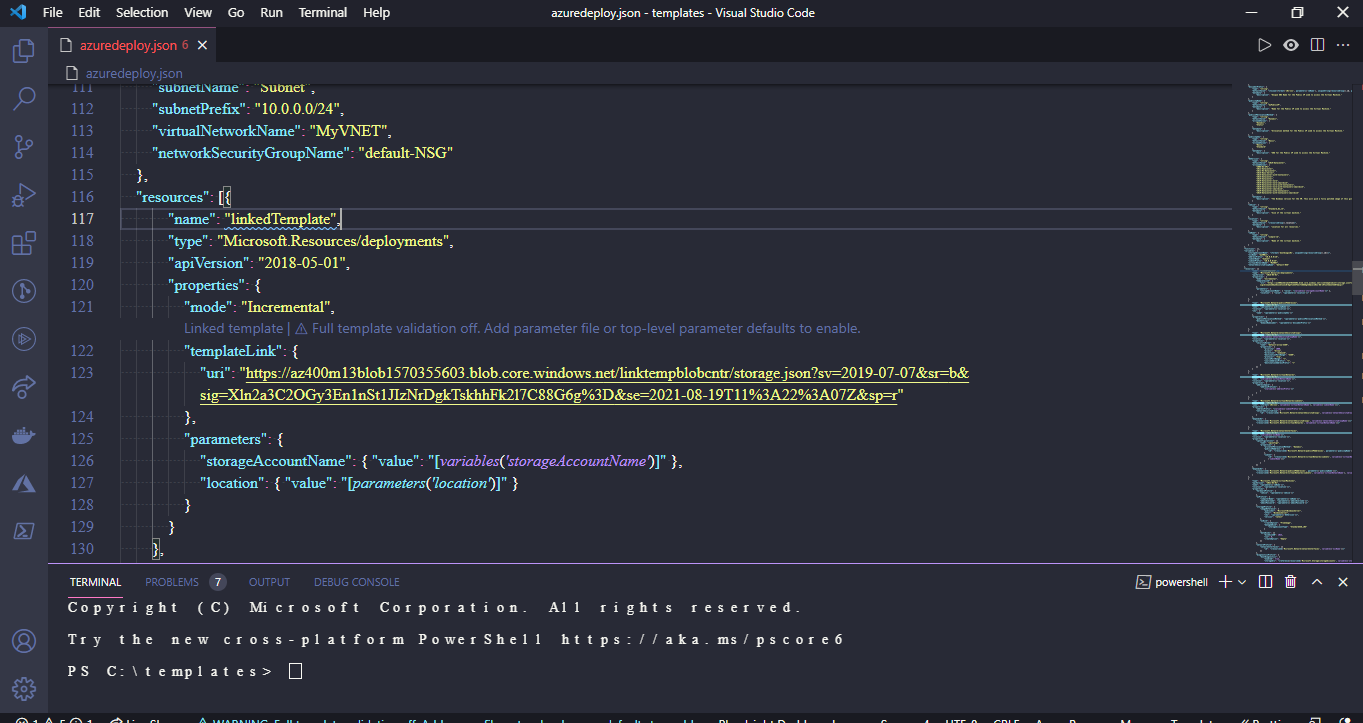 File Edit Selection View Go Run Terminal Help azuredeploy.json - templates - Visual Studio Code
azuredeploy.json 6
azuredeploy.json
111 "subnetName": "Subnet",
112 "subnetPrefix": "10.0.0.0/24",
113 "virtualNetworkName": "MyVNET",
114 "networkSecurityGroupName": "default-NSG"
115 },
116 "resources": [{
117 "name": "linkedTemplate",
118 "type": "Microsoft.Resources/deployments",
119 "apiVersion": "2018-05-01",
120 "properties": {
121 "mode": "Incremental",
Linked template | ⚠ Full template validation off. Add parameter file or top-level parameter defaults to enable.
122 "templateLink": {
123 "uri": "https://az400m13blob1570355603.blob.core.windows.net/linktempblobcntr/storage.json?sv=2019-07-07&sr=b&
sig=Xln2a3C2OGy3En1nSt1JIzNrDgkTskhhFk2l7C88G6g%3D&se=2021-08-19T11%3A22%3A07Z&sp=r"
124 },
125 "parameters": {
126 "storageAccountName": { "value": "[variables('storageAccountName')]" },
127 "location": { "value": "[parameters('location')]" }
128 }
129 }
130 },
TERMINAL PROBLEMS 7 OUTPUT DEBUG CONSOLE powershell
Copyright (C) Microsoft Corporation. All rights reserved.
Try the new cross-platform PowerShell https://aka.ms/pscore6
PS C:\templates>